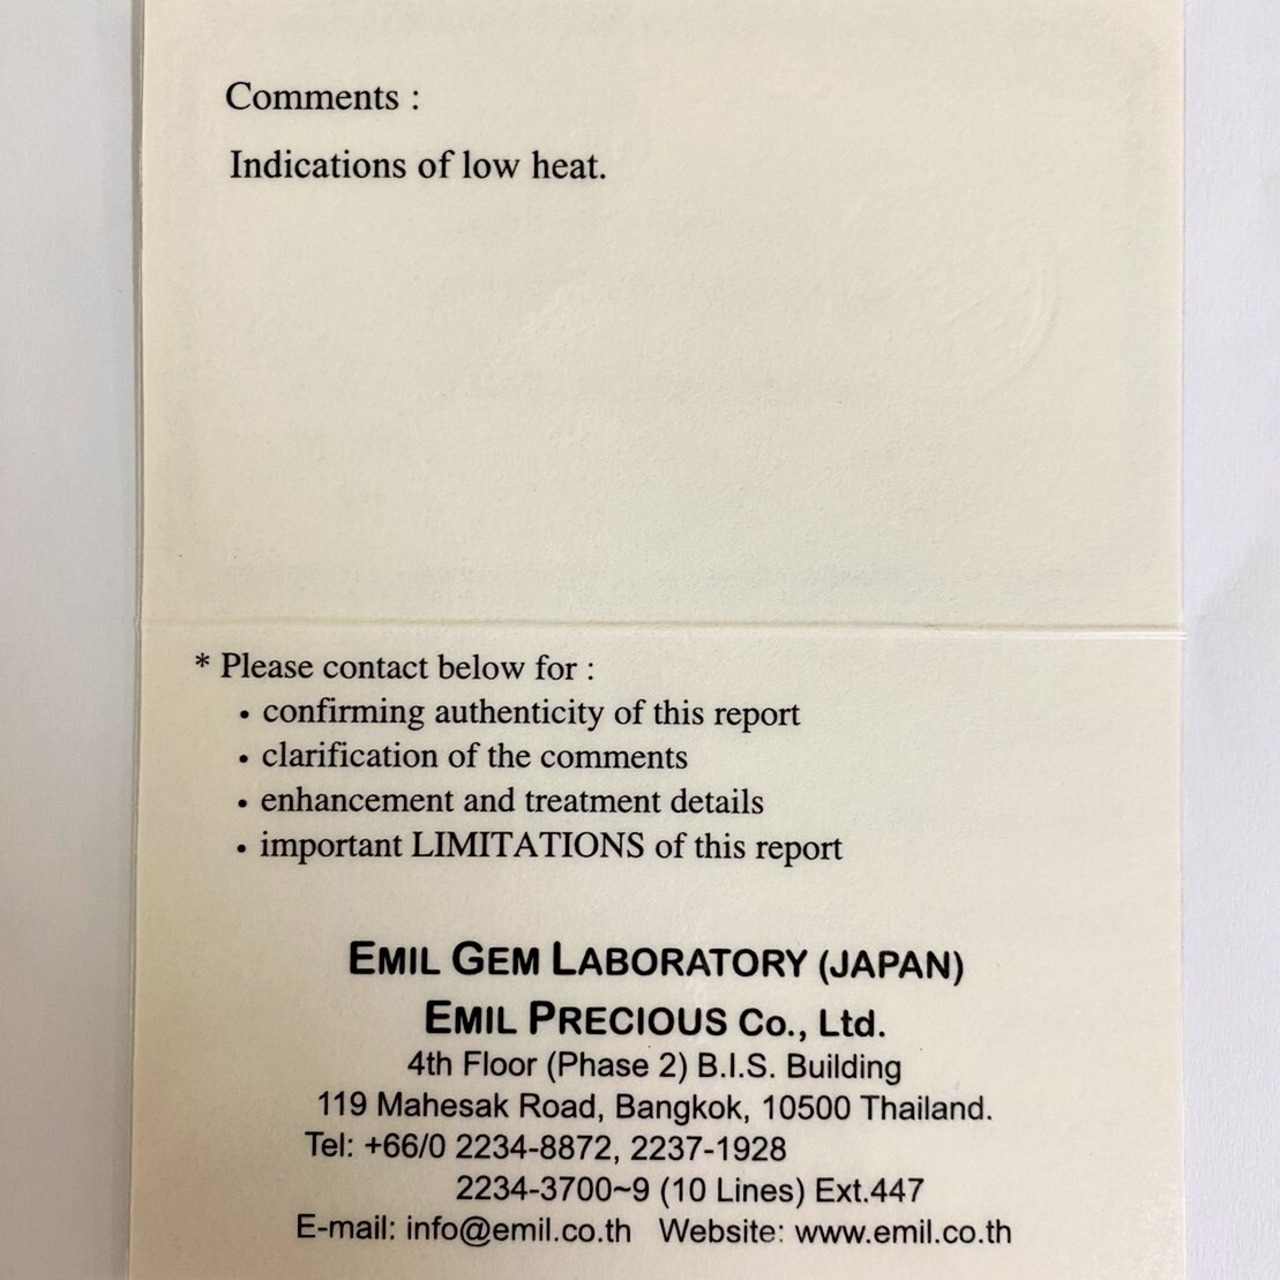 Comments :
Indications of low heat.
* Please contact below for :
• confirming authenticity of this report
• clarification of the comments
• enhancement and treatment details
• important LIMITATIONS of this report
EMIL GEM LABORATORY (JAPAN)
EMIL PRECIOUS Co., Ltd.
4th Floor (Phase 2) B.I.S. Building
119 Mahesak Road, Bangkok, 10500 Thailand.
Tel: +66/0 2234-8872, 2237-1928
2234-3700~9 (10 Lines) Ext.447
E-mail: info@emil.co.th Website: www.emil.co.th